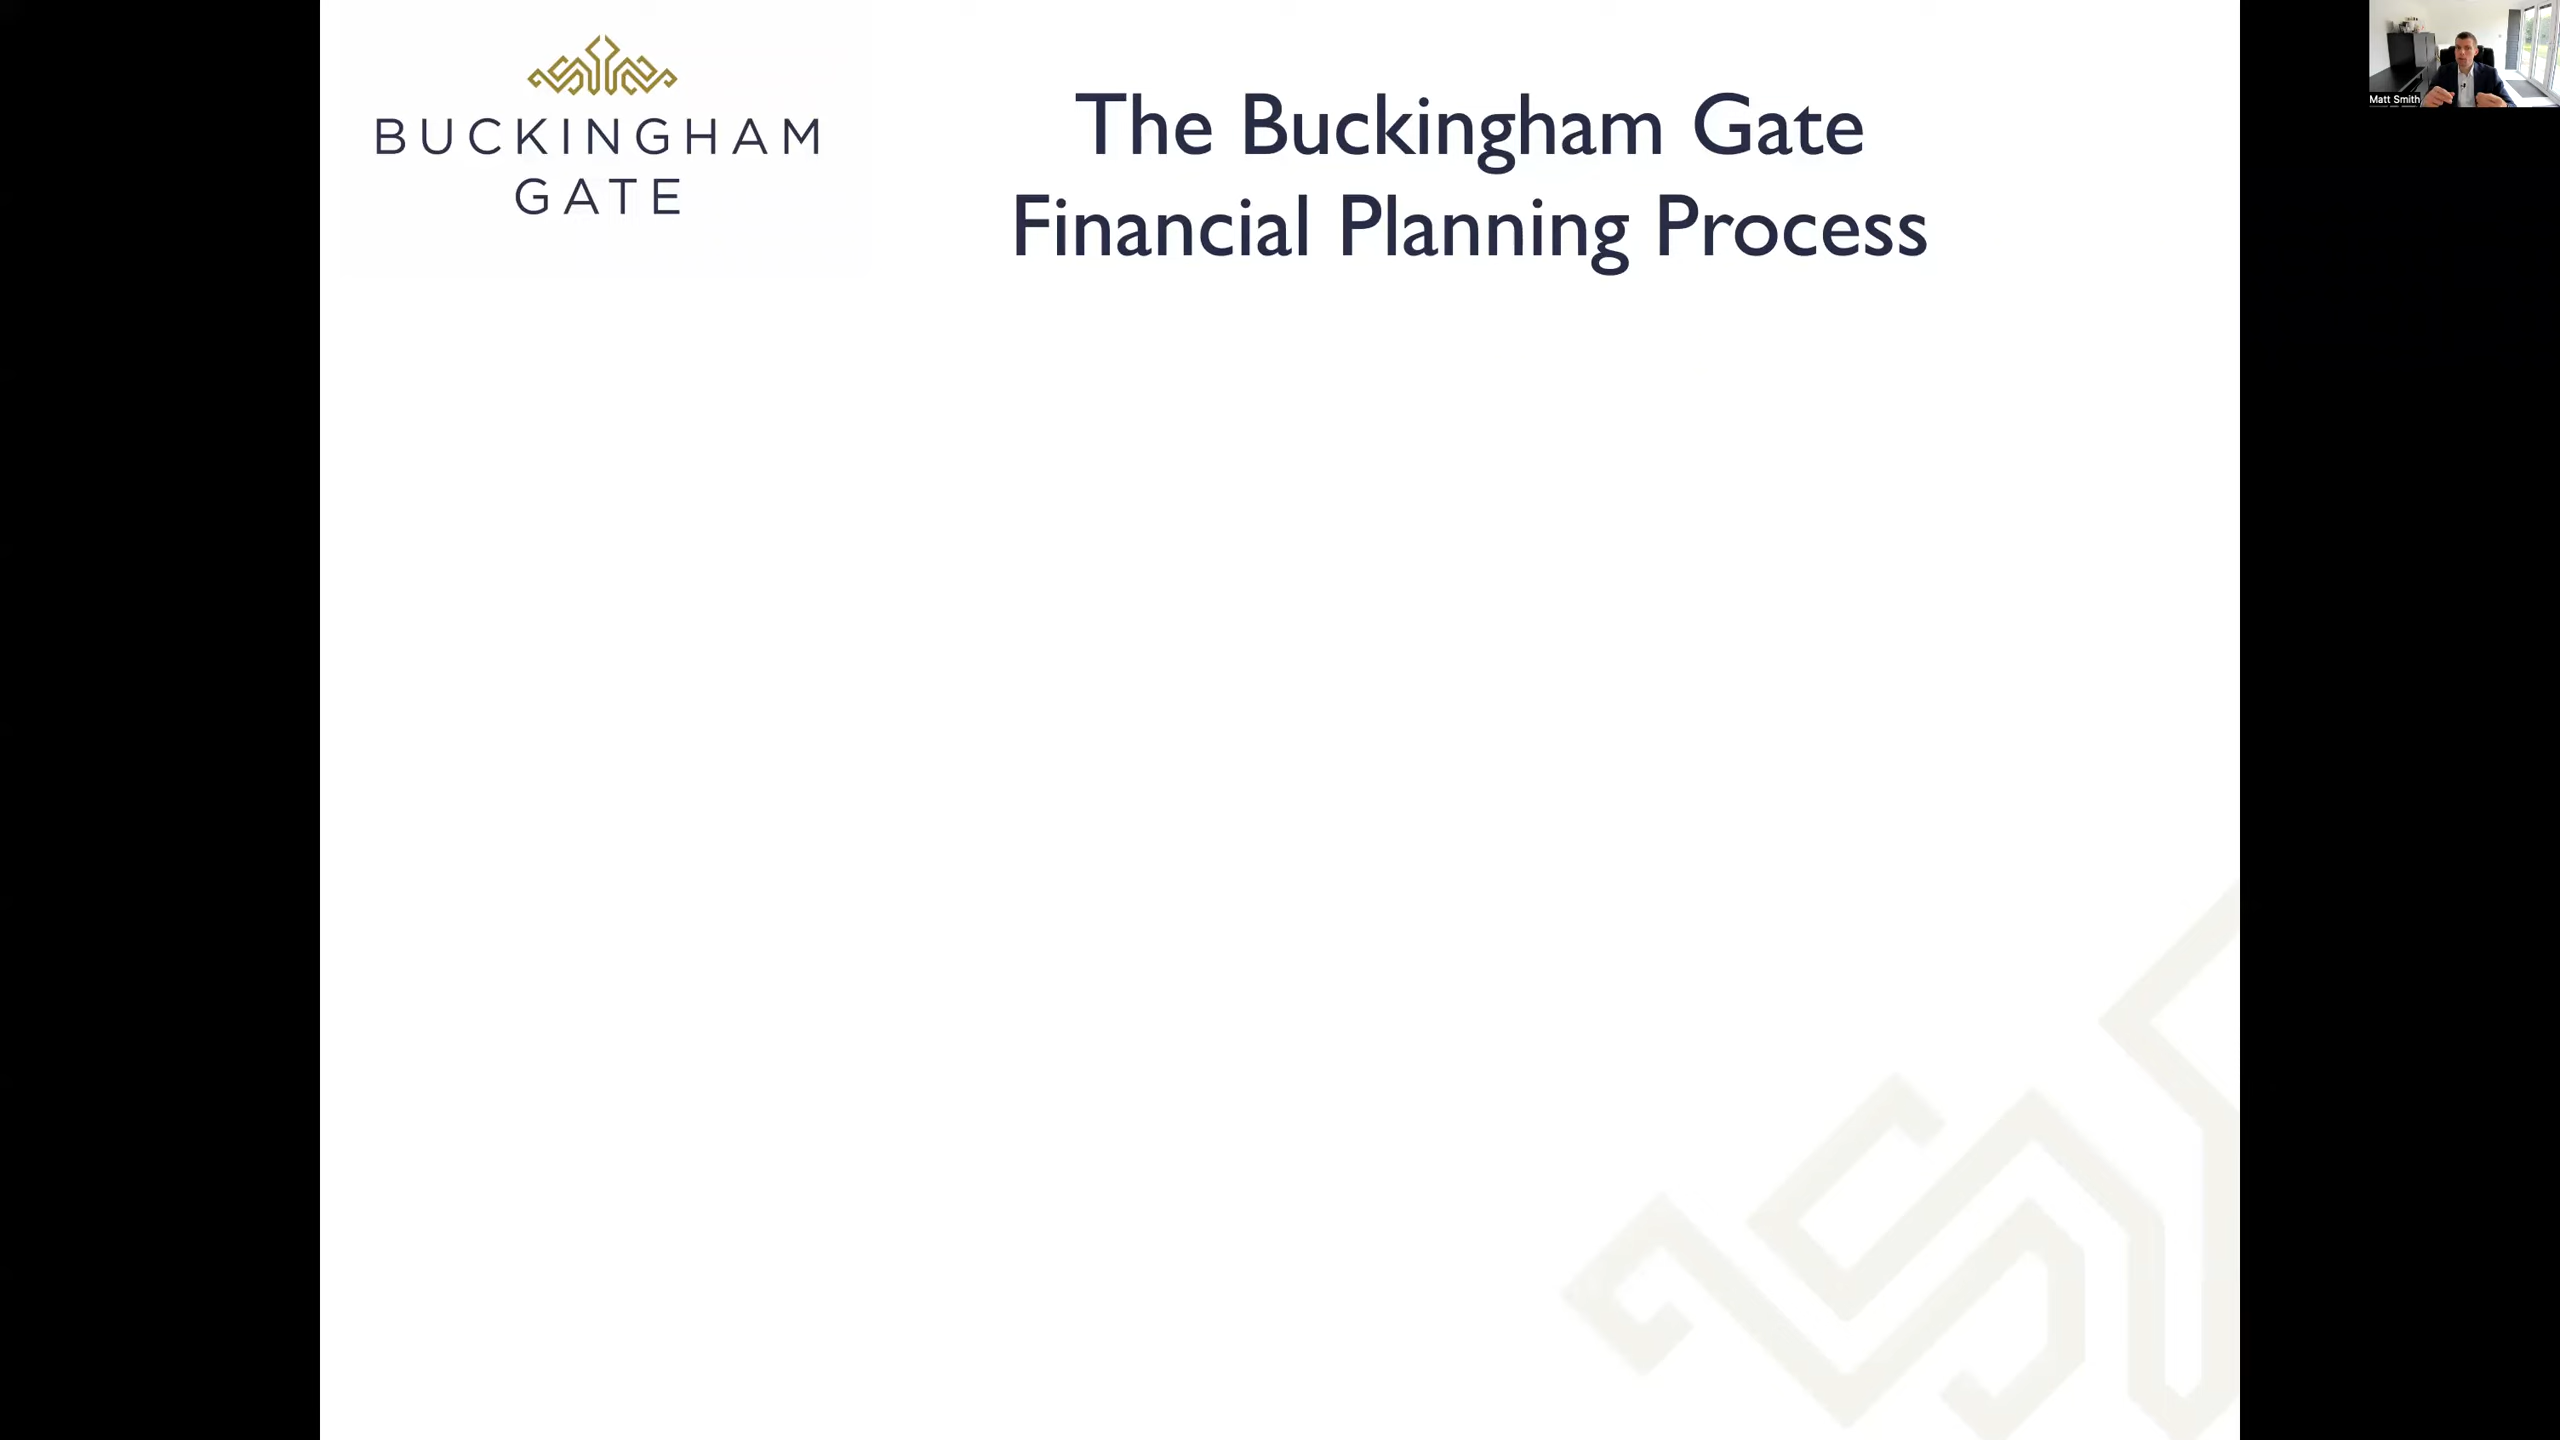 BUCKINGHAM
GATE
The Buckingham Gate
Financial Planning Process
Matt Smith